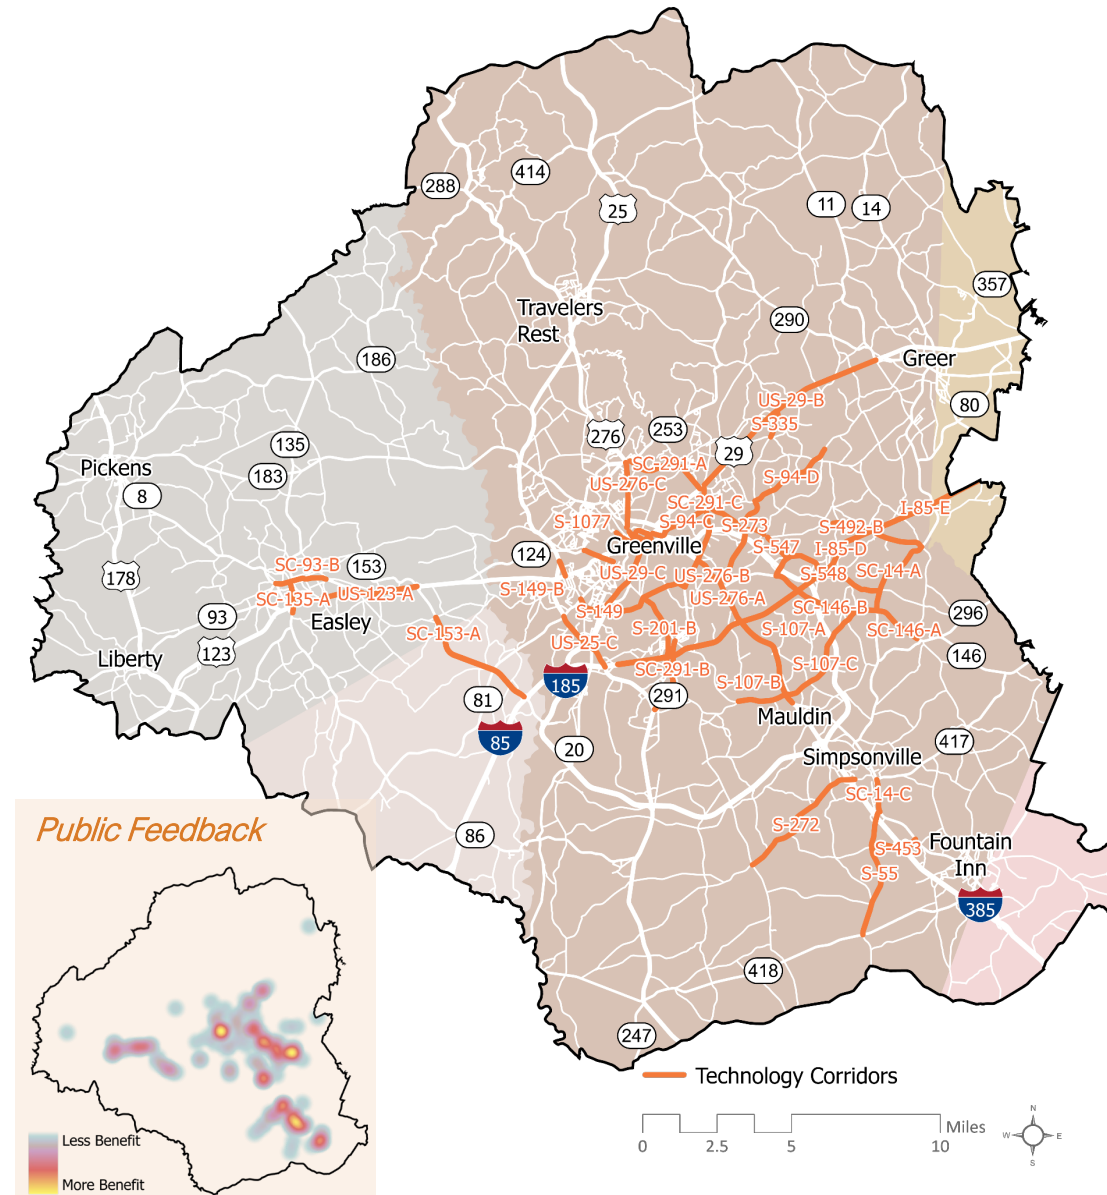 288
414
25
11
14
357
Travelers
Rest
290
Greer
186
80
US-29-B
S-335
276
253
29
135
SC-291-A
Pickens
183
S-94-D
US-276-C
8
SC-291-C
I-85-E
S-1077
S-94-C
S-273
S-492-B
Greenville
S-547
I-85-D
124
SC-93-B
153
US-29-C
US-276-B
S-548
SC-14-A
178
S-149-B
US-123-A
SC-135-A
US-276-A
S-149
SC-146-B
93
Easley
296
SC-153-A
S-201-B
S-107-A
SC-146-A
US-25-C
123
Liberty
146
SC-291-B
S-107-C
185
S-107-B
81
291
Mauldin
85
20
417
Simpsonville
SC-14-C
S-272
Public Feedback
86
S-453
Fountain
Inn
S-55
385
418
247
Technology Corridors
Less Benefit
More Benefit
Miles
0
2.5
5
10
N
W
E
S